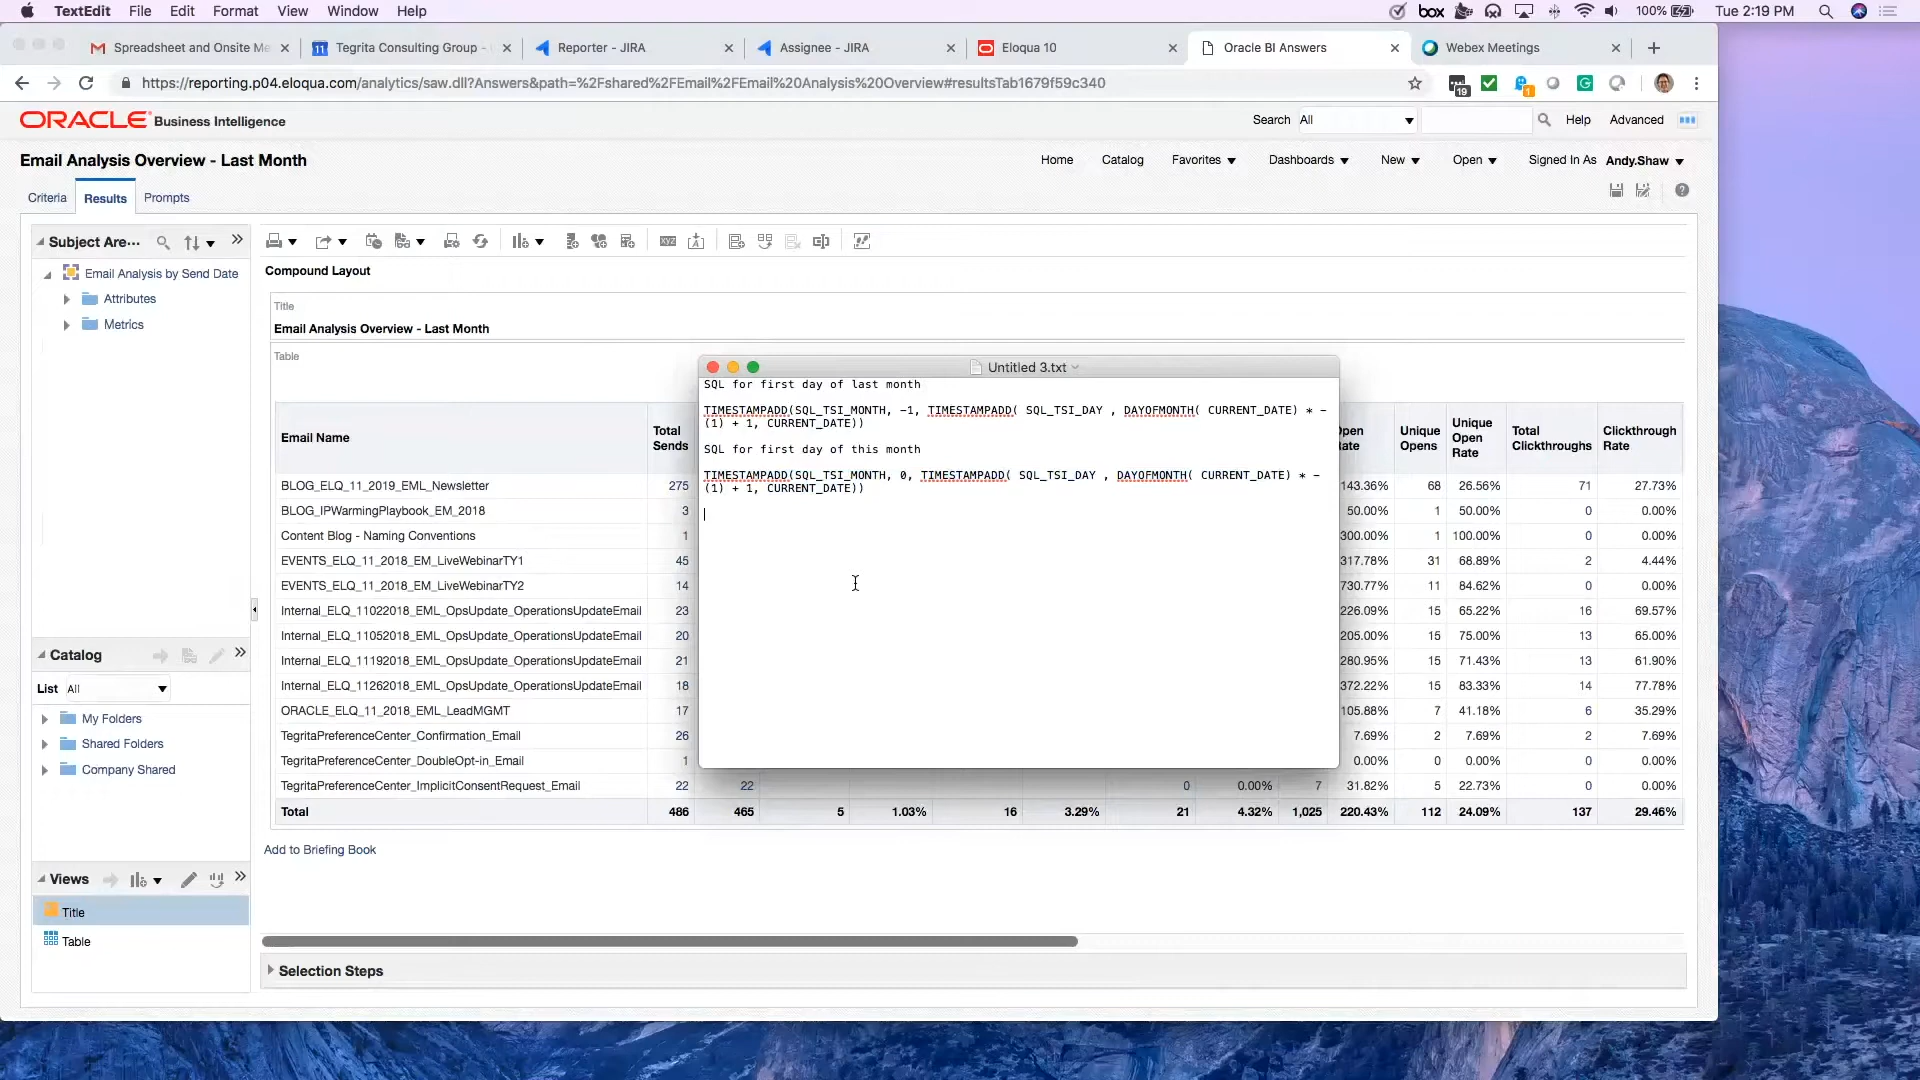 TextEdit File Edit Format View Window Help box 100% Tue 2:19 PM
Spreadsheet and Onsite Me Tegrita Consulting Group - Reporter - JIRA Assignee - JIRA Eloqua 10 Oracle BI Answers Webex Meetings
https://reporting.p04.eloqua.com/analytics/saw.dll?Answers&path=%2Fshared%2FEmail%2FEmail%20Analysis%20Overview#resultsTab1679f59c340
19 1
ORACLE Business Intelligence Search All Help Advanced
Email Analysis Overview - Last Month Home Catalog Favorites Dashboards New Open Signed In As Andy.Shaw
Criteria Results Prompts
Subject Are...
Email Analysis by Send Date
Attributes
Metrics
Compound Layout
Title
Email Analysis Overview - Last Month
Table
Untitled 3.txt
SQL for first day of last month
TIMESTAMPADD(SQL_TSI_MONTH, -1, TIMESTAMPADD( SQL_TSI_DAY , DAYOFMONTH( CURRENT_DATE) * -
(1) + 1, CURRENT_DATE))
SQL for first day of this month
TIMESTAMPADD(SQL_TSI_MONTH, 0, TIMESTAMPADD( SQL_TSI_DAY , DAYOFMONTH( CURRENT_DATE) * -
(1) + 1, CURRENT_DATE))
Email Name Total Sends Rate Unique Opens Unique Open Rate Total Clickthroughs Clickthrough Rate
BLOG_ELQ_11_2019_EML_Newsletter 275 143.36% 68 26.56% 71 27.73%
BLOG_IPWarmingPlaybook_EM_2018 3 50.00% 1 50.00% 0 0.00%
Content Blog - Naming Conventions 1 300.00% 1 100.00% 0 0.00%
EVENTS_ELQ_11_2018_EM_LiveWebinarTY1 45 317.78% 31 68.89% 2 4.44%
EVENTS_ELQ_11_2018_EM_LiveWebinarTY2 14 730.77% 11 84.62% 0 0.00%
Internal_ELQ_11022018_EML_OpsUpdate_OperationsUpdateEmail 23 226.09% 15 65.22% 16 69.57%
Internal_ELQ_11052018_EML_OpsUpdate_OperationsUpdateEmail 20 205.00% 15 75.00% 13 65.00%
Internal_ELQ_11192018_EML_OpsUpdate_OperationsUpdateEmail 21 280.95% 15 71.43% 13 61.90%
Internal_ELQ_11262018_EML_OpsUpdate_OperationsUpdateEmail 18 372.22% 15 83.33% 14 77.78%
ORACLE_ELQ_11_2018_EML_LeadMGMT 17 105.88% 7 41.18% 6 35.29%
TegritaPreferenceCenter_Confirmation_Email 26 7.69% 2 7.69% 2 7.69%
TegritaPreferenceCenter_DoubleOpt-in_Email 1 0.00% 0 0.00% 0 0.00%
TegritaPreferenceCenter_ImplicitConsentRequest_Email 22 22 0 0.00% 7 31.82% 5 22.73% 0 0.00%
Total 486 465 5 1.03% 16 3.29% 21 4.32% 1,025 220.43% 112 24.09% 137 29.46%
Add to Briefing Book
Catalog
List All
My Folders
Shared Folders
Company Shared
Views
Title
Table
Selection Steps